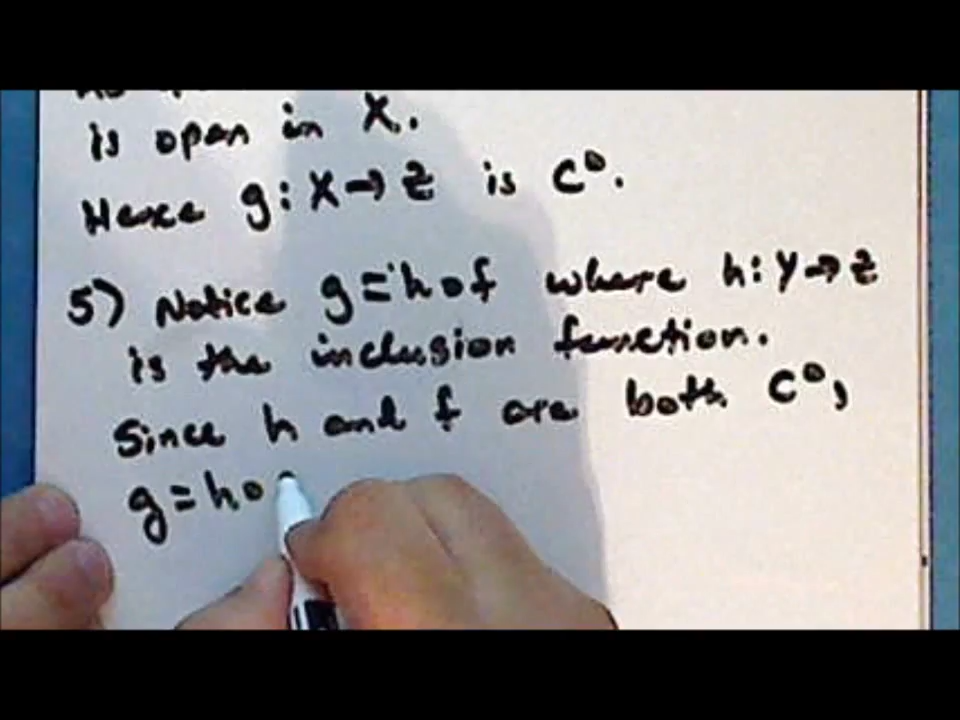 is open in X.
Hence g: X → Z is C⁰.
5) Notice g = h∘f where h: Y → Z
is the inclusion function.
Since h and f are both C⁰,
g = h∘